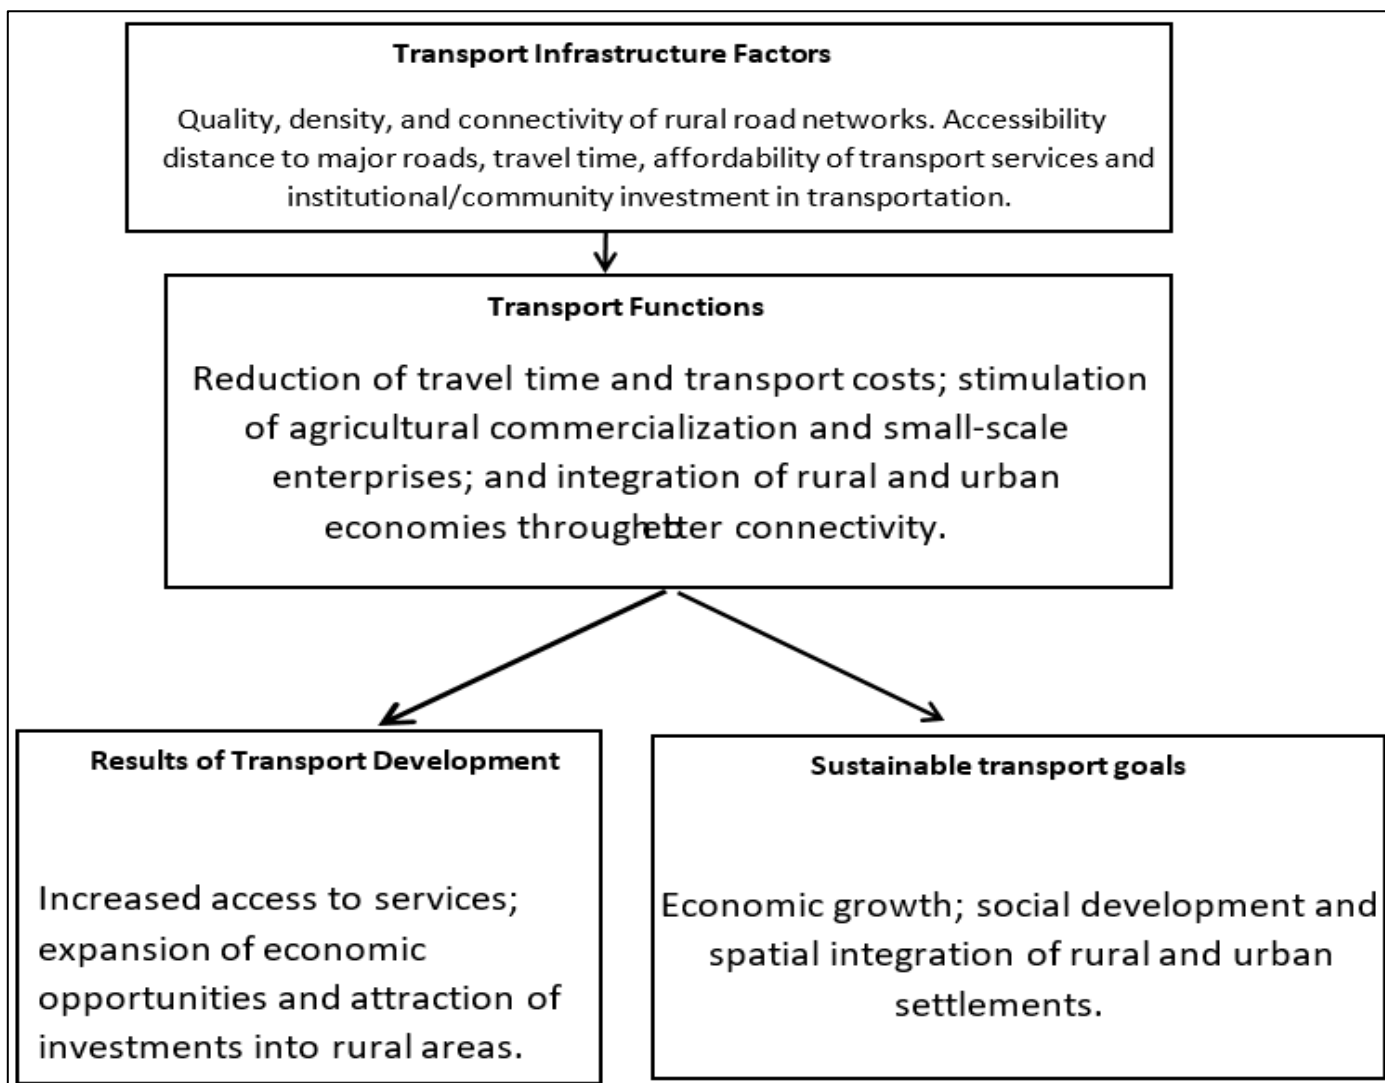 Transport Infrastructure Factors
Quality, density, and connectivity of rural road networks. Accessibility
distance to major roads, travel time, affordability of transport services and
institutional/community investment in transportation.
Transport Functions
Reduction of travel time and transport costs; stimulation
of agricultural commercialization and small-scale
enterprises; and integration of rural and urban
economies through better connectivity.
Results of Transport Development
Increased access to services;
expansion of economic
opportunities and attraction of
investments into rural areas.
Sustainable transport goals
Economic growth; social development and
spatial integration of rural and urban
settlements.